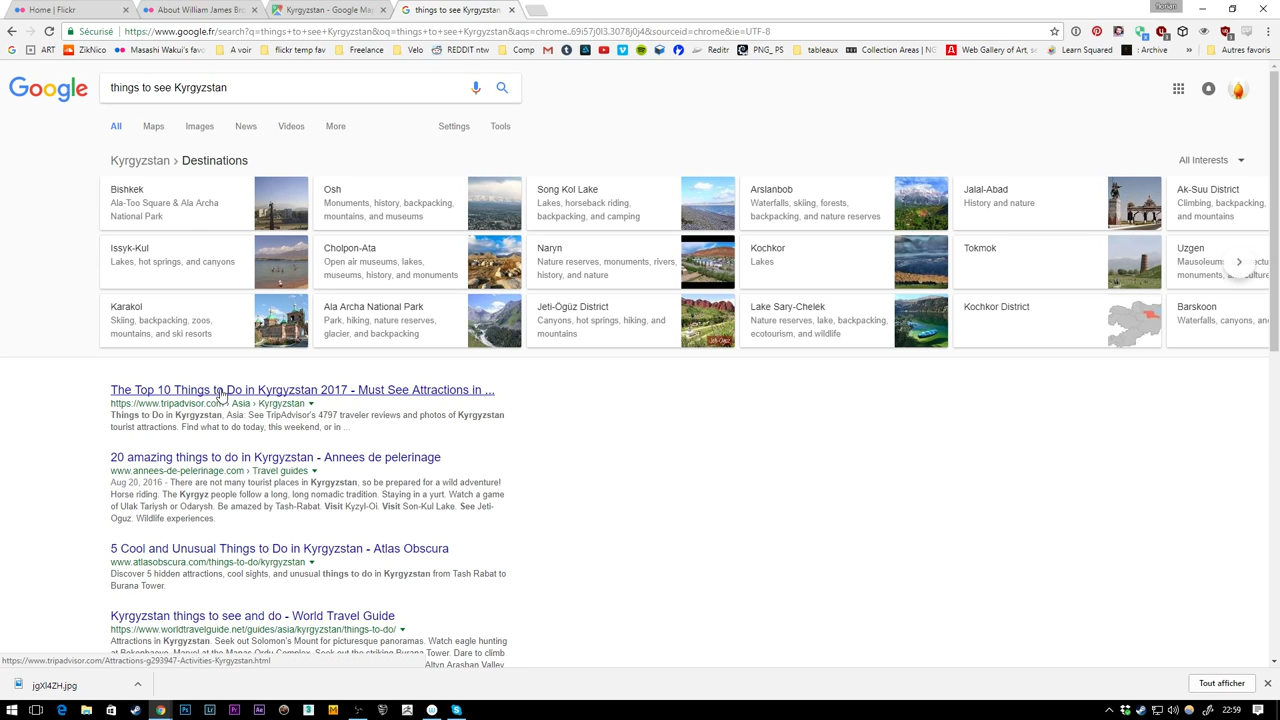 Home | Flickr
About William James Br
Kyrgyzstan - Google Ma
things to see Kyrgyzstan
florian
Sécurisé
https://www.google.fr/search?q=things+to+see+Kyrgyzstan&oq=things+to+see+Kyrgyzstan&aqs=chrome..69i57j0l3.3078j0j4&sourceid=chrome&ie=UTF-8
ART
ZikNico
Masashi Wakui's favo
A voir
flickr temp fav
Freelance
Velo
REDDIT ntw
Comp
Reditr
PNG_PS
tableaux
Collection Areas | NG
Web Gallery of Art, s
Learn Squared
: Archive
Autres favoris
Google
things to see Kyrgyzstan
All Maps Images News Videos More Settings Tools
Kyrgyzstan > Destinations
All Interests
Bishkek
Ala-Too Square & Ala Archa
National Park
Osh
Monuments, history, backpacking,
mountains, and museums
Song Kol Lake
Lakes, horseback riding,
backpacking, and camping
Arslanbob
Waterfalls, skiing, forests,
backpacking, and nature reserves
Jalal-Abad
History and nature
Ak-Suu District
Climbing, backpacking,
and mountains
Issyk-Kul
Lakes, hot springs, and canyons
Cholpon-Ata
Open air museums, lakes,
museums, history, and monuments
Naryn
Nature reserves, monuments, rivers,
history, and nature
Kochkor
Lakes
Tokmok
Uzgen
Karakol
Skiing, backpacking, zoos,
mountains, and ski resorts
Ala Archa National Park
Park, hiking, nature reserves,
glacier, and backpacking
Jeti-Ögüz District
Canyons, hot springs, hiking, and
mountains
Lake Sary-Chelek
Nature reserves, lake, backpacking,
ecotourism, and wildlife
Kochkor District
Barskoon
Waterfalls, canyons, an
The Top 10 Things to Do in Kyrgyzstan 2017 - Must See Attractions in ...
https://www.tripadvisor.com › Asia › Kyrgyzstan
Things to Do in Kyrgyzstan, Asia: See TripAdvisor's 4797 traveler reviews and photos of Kyrgyzstan
tourist attractions. Find what to do today, this weekend, or in ...
20 amazing things to do in Kyrgyzstan - Annees de pelerinage
www.annees-de-pelerinage.com › Travel guides
Aug 20, 2016 - There are not many tourist places in Kyrgyzstan, so be prepared for a wild adventure!
Horse riding. The Kyrgyz people follow a long, long nomadic tradition. Staying in a yurt. Watch a game
of Ulak Tariysh or Odarysh. Be amazed by Tash-Rabat. Visit Kyzyl-Oi. Visit Son-Kul Lake. See Jeti-
Oguz. Wildlife experiences.
5 Cool and Unusual Things to Do in Kyrgyzstan - Atlas Obscura
www.atlasobscura.com/things-to-do/kyrgyzstan
Discover 5 hidden attractions, cool sights, and unusual things to do in Kyrgyzstan from Tash Rabat to
Burana Tower.
Kyrgyzstan things to see and do - World Travel Guide
https://www.worldtravelguide.net/guides/asia/kyrgyzstan/things-to-do/
Attractions in Kyrgyzstan. Seek out Solomon's Mount for picturesque panoramas. Watch eagle hunting
Tower. Dare to climb
Altyn Arashan Valley
https://www.tripadvisor.com/Attractions-g293947-Activities-Kyrgyzstan.html
jgXl4ZH.jpg
Tout afficher
22:59